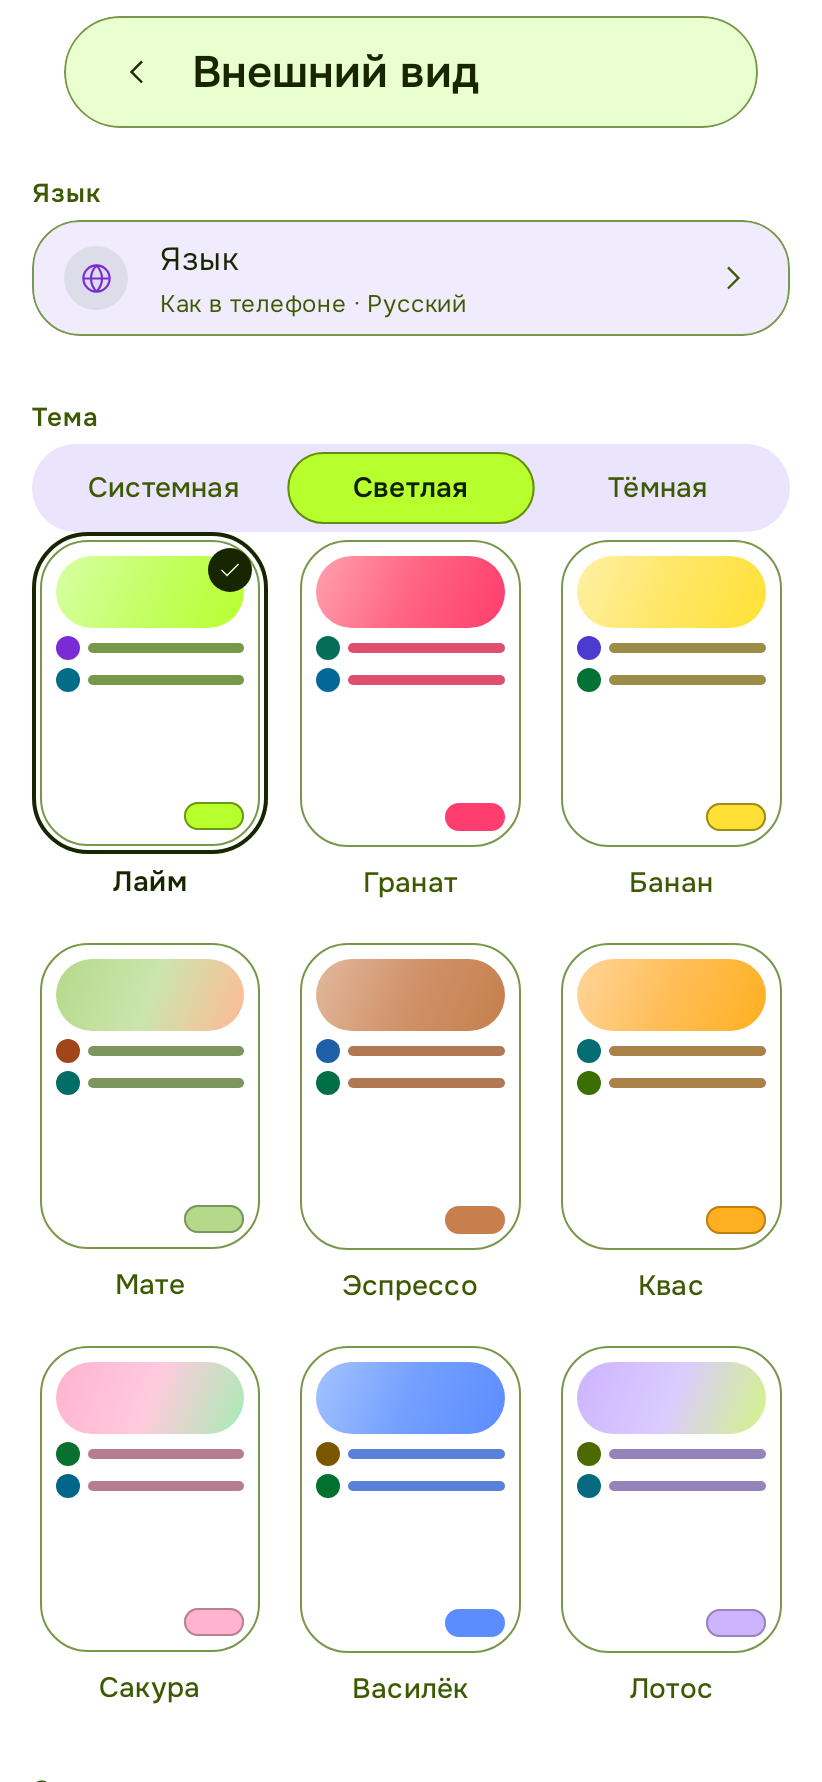 Внешний вид
Язык
Язык
Как в телефоне · Русский
Тема
Системная
Светлая
Тёмная
Лайм
Гранат
Банан
Мате
Эспрессо
Квас
Сакура
Василёк
Лотос